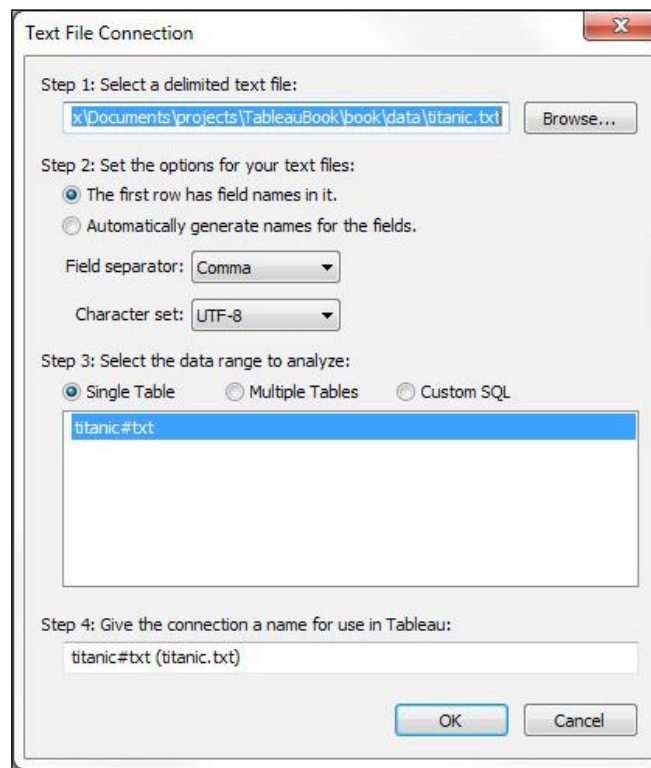 Text File Connection
Step 1: Select a delimited text file:
x\Documents\projects\TableauBook\book\data\titanic.txt Browse...
Step 2: Set the options for your text files:
The first row has field names in it.
Automatically generate names for the fields.
Field separator: Comma
Character set: UTF-8
Step 3: Select the data range to analyze:
Single Table Multiple Tables Custom SQL
titanic#txt
Step 4: Give the connection a name for use in Tableau:
titanic#txt (titanic.txt)
OK Cancel